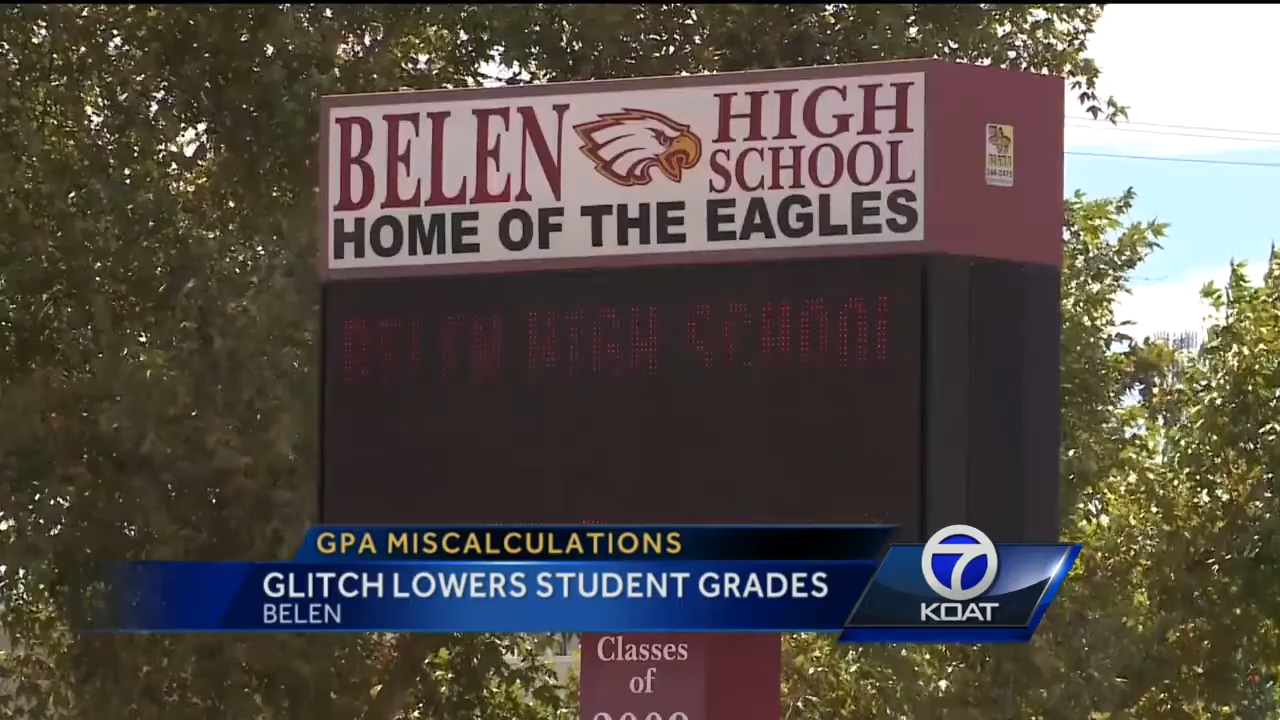 BELEN HIGH
SCHOOL
HOME OF THE EAGLES
BELEN HIGH SCHOOL
GPA MISCALCULATIONS
GLITCH LOWERS STUDENT GRADES
BELEN
7
KOAT
Classes
of